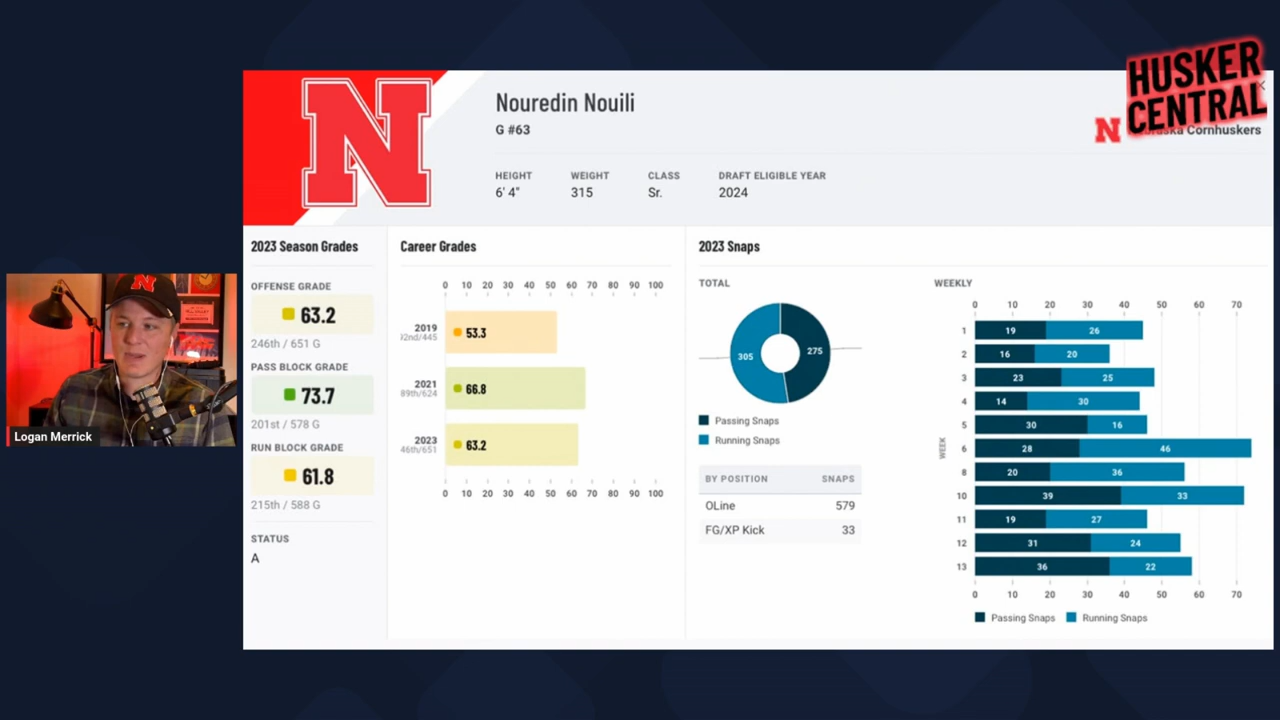 HUSKER
CENTRAL
N
Nouredin Nouili
G #63
N
Cornhuskers
HEIGHT WEIGHT CLASS DRAFT ELIGIBLE YEAR
6' 4" 315 Sr. 2024
2023 Season Grades
OFFENSE GRADE
63.2
246th / 651 G
PASS BLOCK GRADE
73.7
201st / 578 G
RUN BLOCK GRADE
61.8
215th / 588 G
STATUS
A
Career Grades
0 10 20 30 40 50 60 70 80 90 100
2019 53.3
2nd/445
2021 66.8
89th/624
2023 63.2
46th/651
0 10 20 30 40 50 60 70 80 90 100
2023 Snaps
TOTAL
305 275
Passing Snaps
Running Snaps
BY POSITION SNAPS
OLine 579
FG/XP Kick 33
WEEKLY
0 10 20 30 40 50 60 70
WEEK
1 19 26
2 16 20
3 23 25
4 14 30
5 30 16
6 28 46
8 20 36
10 39 33
11 19 27
12 31 24
13 36 22
0 10 20 30 40 50 60 70
Passing Snaps Running Snaps
N
Logan Merrick